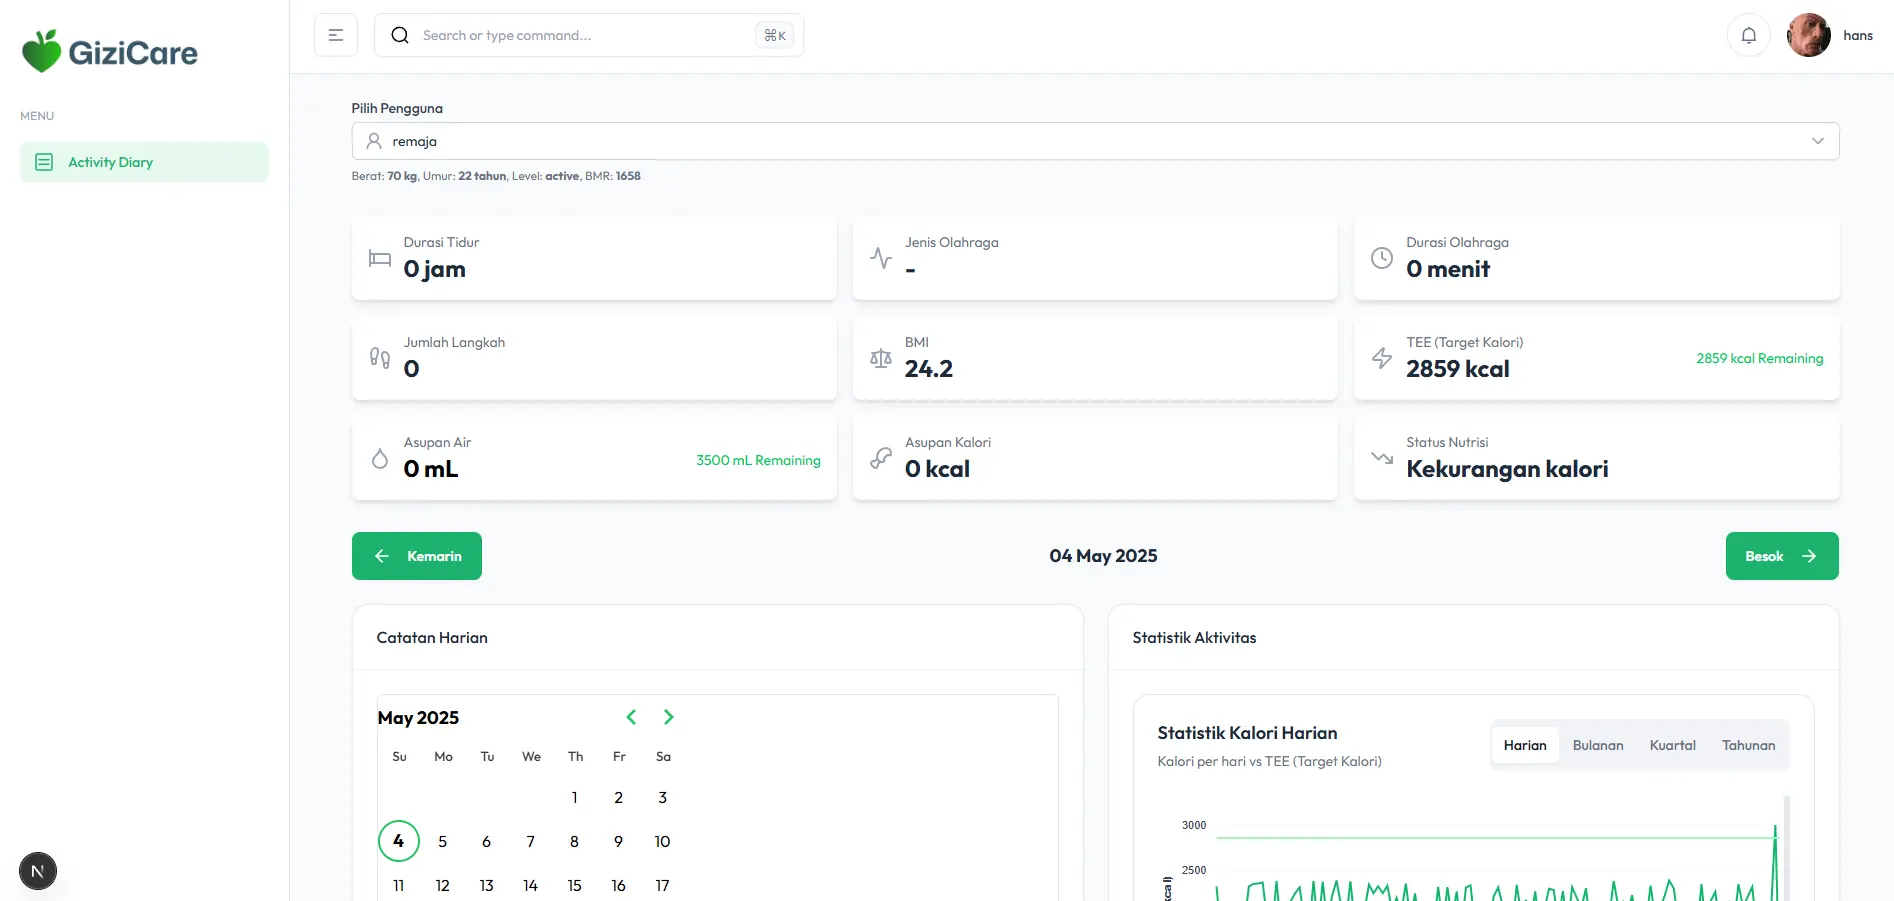 GiziCare
Search or type command...
⌘K
hans
MENU
Activity Diary
Pilih Pengguna
remaja
Berat: 70 kg, Umur: 22 tahun, Level: active, BMR: 1658
Durasi Tidur
0 jam
Jenis Olahraga
-
Durasi Olahraga
0 menit
Jumlah Langkah
0
BMI
24.2
TEE (Target Kalori)
2859 kcal
2859 kcal Remaining
Asupan Air
0 mL
3500 mL Remaining
Asupan Kalori
0 kcal
Status Nutrisi
Kekurangan kalori
Kemarin
04 May 2025
Besok
Catatan Harian
May 2025
Su Mo Tu We Th Fr Sa
1 2 3
4 5 6 7 8 9 10
11 12 13 14 15 16 17
Statistik Aktivitas
Statistik Kalori Harian
Kalori per hari vs TEE (Target Kalori)
Harian Bulanan Kuartal Tahunan
3000
2500
kcal)
N